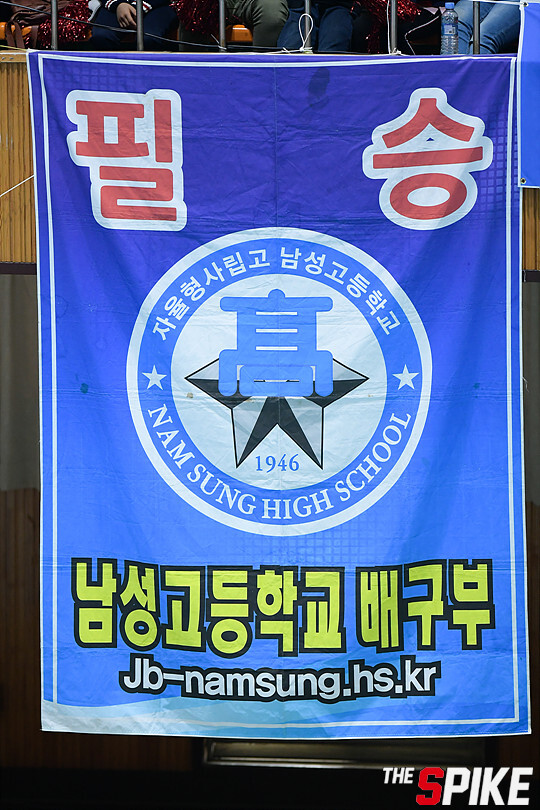 필 승
자율형사립고 남성고등학교
高
1946
NAM SUNG HIGH SCHOOL
남성고등학교 배구부
Jb-namsung.hs.kr
THE SPIKE